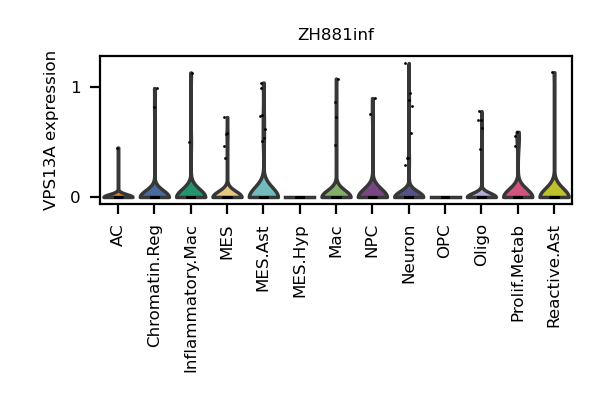 ZH881inf
VPS13A expression
1
0
AC
Chromatin.Reg
Inflammatory.Mac
MES
MES.Ast
MES.Hyp
Mac
NPC
Neuron
OPC
Oligo
Prolif.Metab
Reactive.Ast